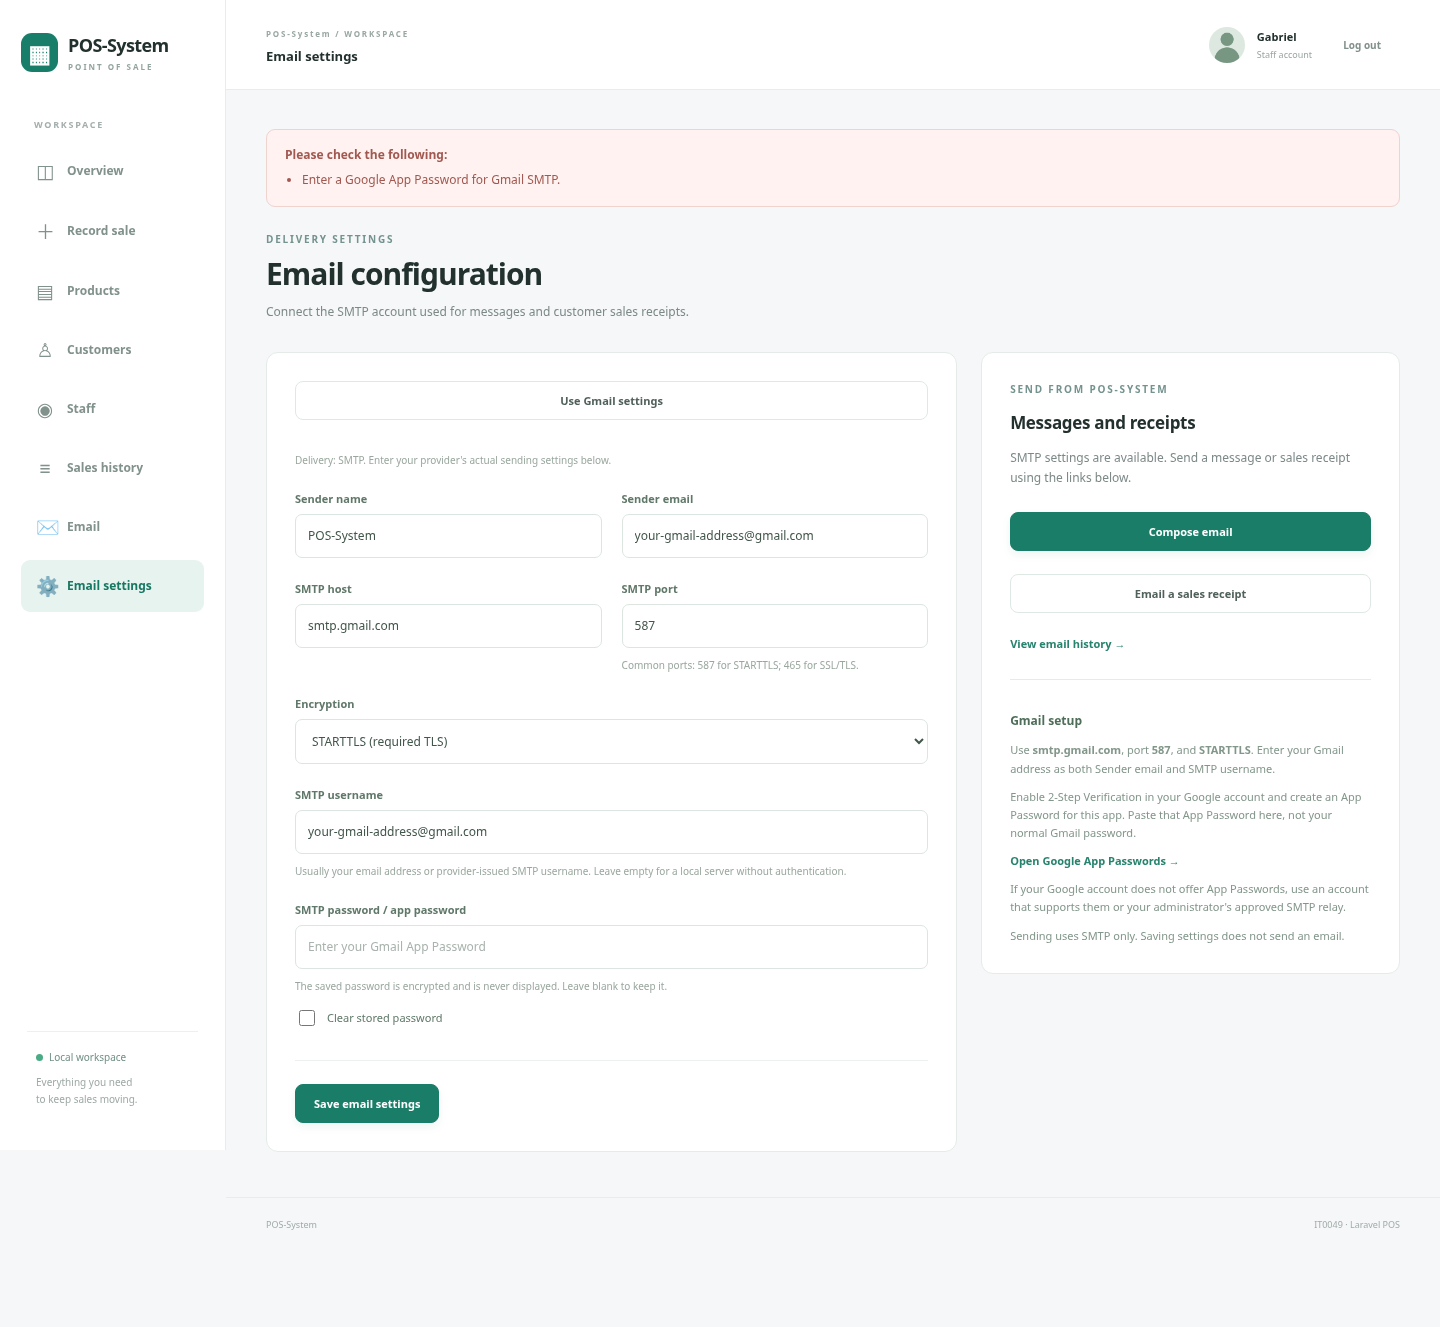 POS-System
POINT OF SALE
WORKSPACE
Overview
Record sale
Products
Customers
Staff
Sales history
Email
Email settings
Local workspace
Everything you need
to keep sales moving.
POS-System / WORKSPACE
Email settings
Gabriel
Staff account
Log out
Please check the following:
• Enter a Google App Password for Gmail SMTP.
DELIVERY SETTINGS
Email configuration
Connect the SMTP account used for messages and customer sales receipts.
Use Gmail settings
Delivery: SMTP. Enter your provider's actual sending settings below.
Sender name
POS-System
Sender email
your-gmail-address@gmail.com
SMTP host
smtp.gmail.com
SMTP port
587
Common ports: 587 for STARTTLS; 465 for SSL/TLS.
Encryption
STARTTLS (required TLS)
SMTP username
your-gmail-address@gmail.com
Usually your email address or provider-issued SMTP username. Leave empty for a local server without authentication.
SMTP password / app password
Enter your Gmail App Password
The saved password is encrypted and is never displayed. Leave blank to keep it.
Clear stored password
Save email settings
SEND FROM POS-SYSTEM
Messages and receipts
SMTP settings are available. Send a message or sales receipt
using the links below.
Compose email
Email a sales receipt
View email history →
Gmail setup
Use smtp.gmail.com, port 587, and STARTTLS. Enter your Gmail
address as both Sender email and SMTP username.
Enable 2-Step Verification in your Google account and create an App
Password for this app. Paste that App Password here, not your
normal Gmail password.
Open Google App Passwords →
If your Google account does not offer App Passwords, use an account
that supports them or your administrator's approved SMTP relay.
Sending uses SMTP only. Saving settings does not send an email.
POS-System
IT0049 · Laravel POS